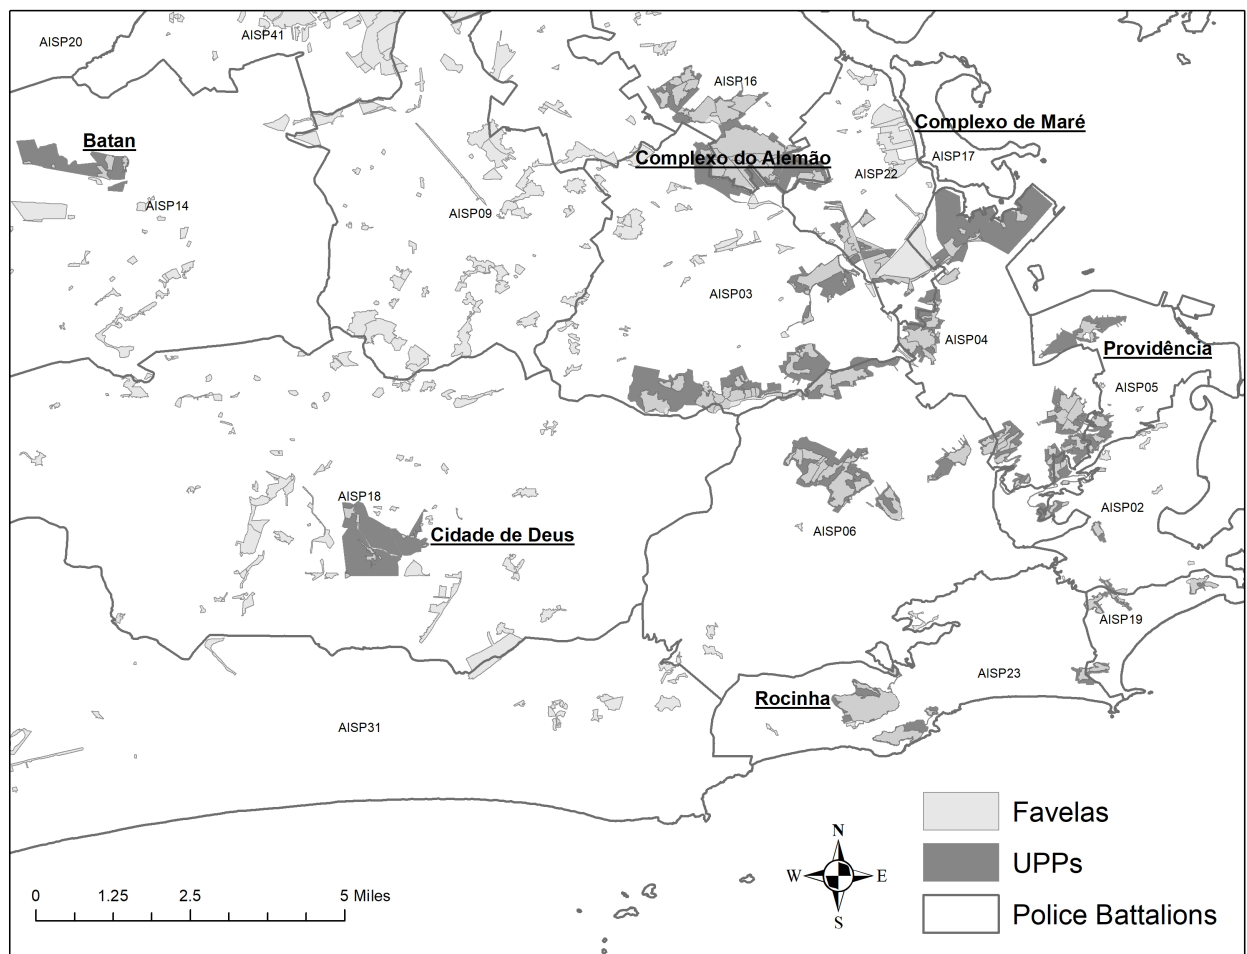 AISP20
AISP41
AISP16
Batan
Complexo de Maré
Complexo do Alemão
AISP17
AISP22
AISP14
AISP09
AISP03
AISP04
Providência
AISP05
AISP18
Cidade de Deus
AISP06
AISP02
AISP19
AISP23
Rocinha
AISP31
Favelas
UPPs
Police Battalions
N
W E
S
0 1.25 2.5 5 Miles